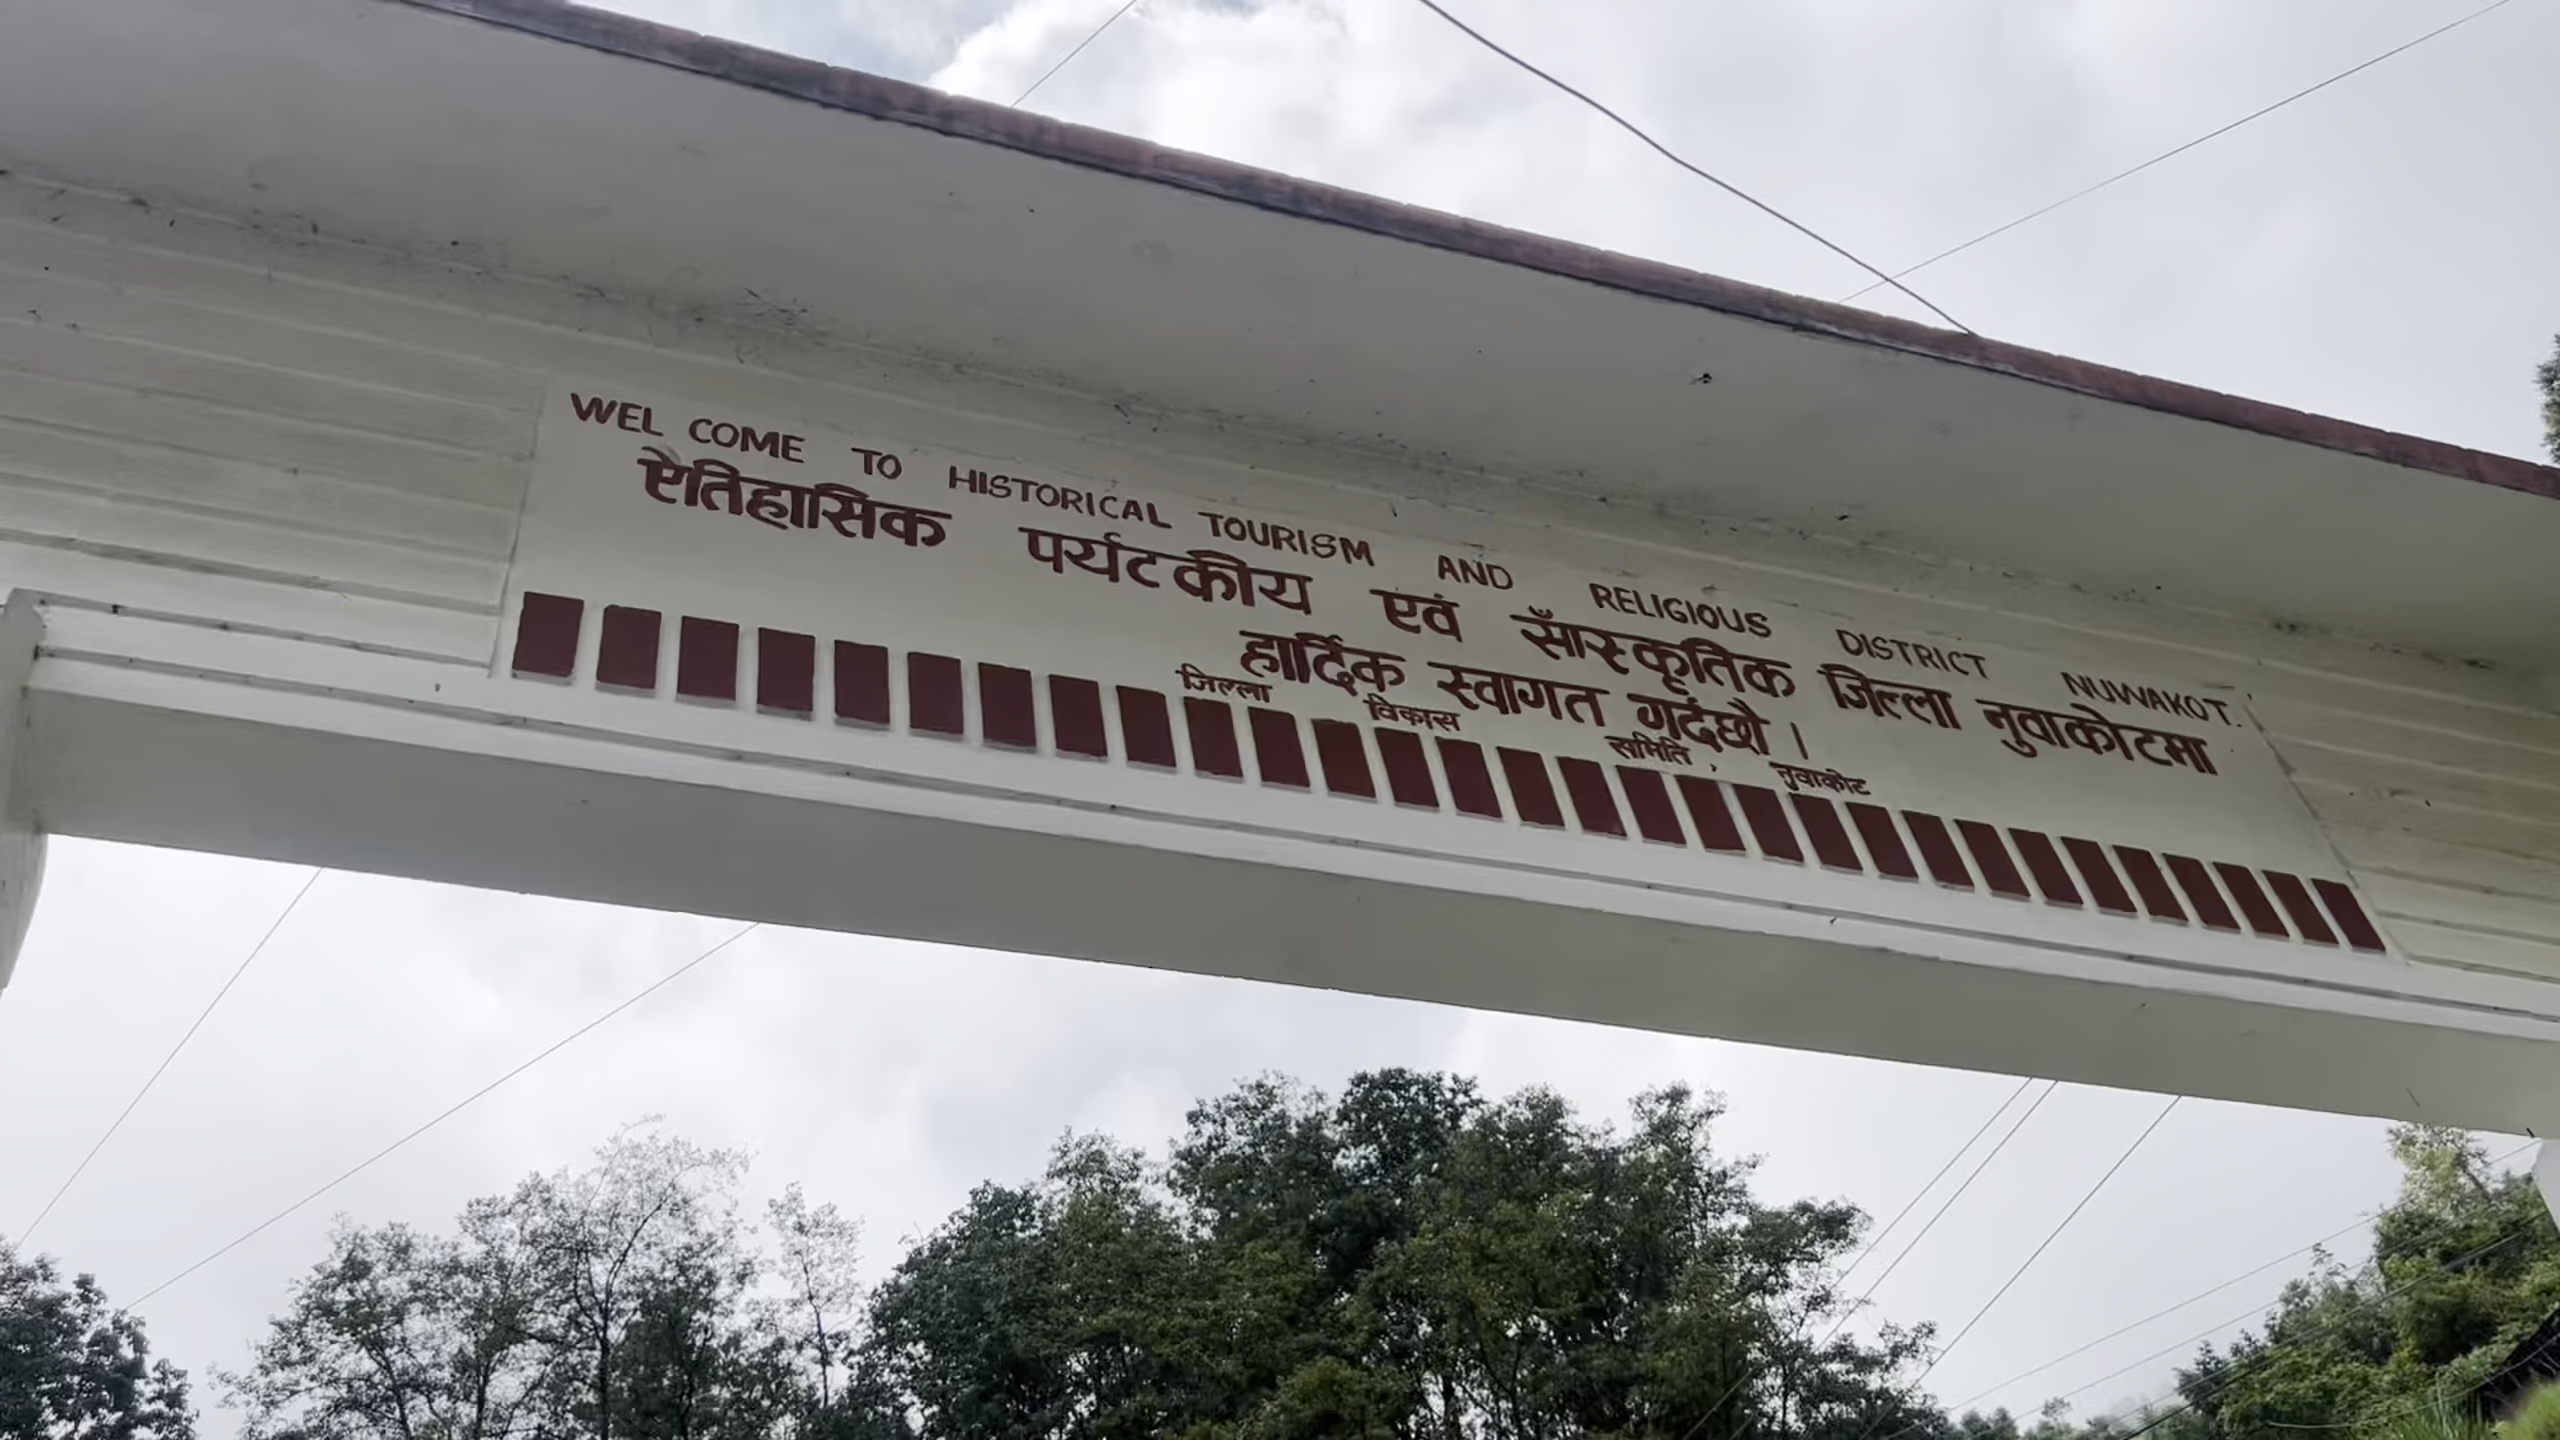 WEL COME TO HISTORICAL TOURISM AND RELIGIOUS DISTRICT NUWAKOT.
ऐतिहासिक पर्यटकीय एवं साँस्कृतिक जिल्ला नुवाकोटमा
हार्दिक स्वागत गर्दछौं ।
जिल्ला विकास समिति, नुवाकोट